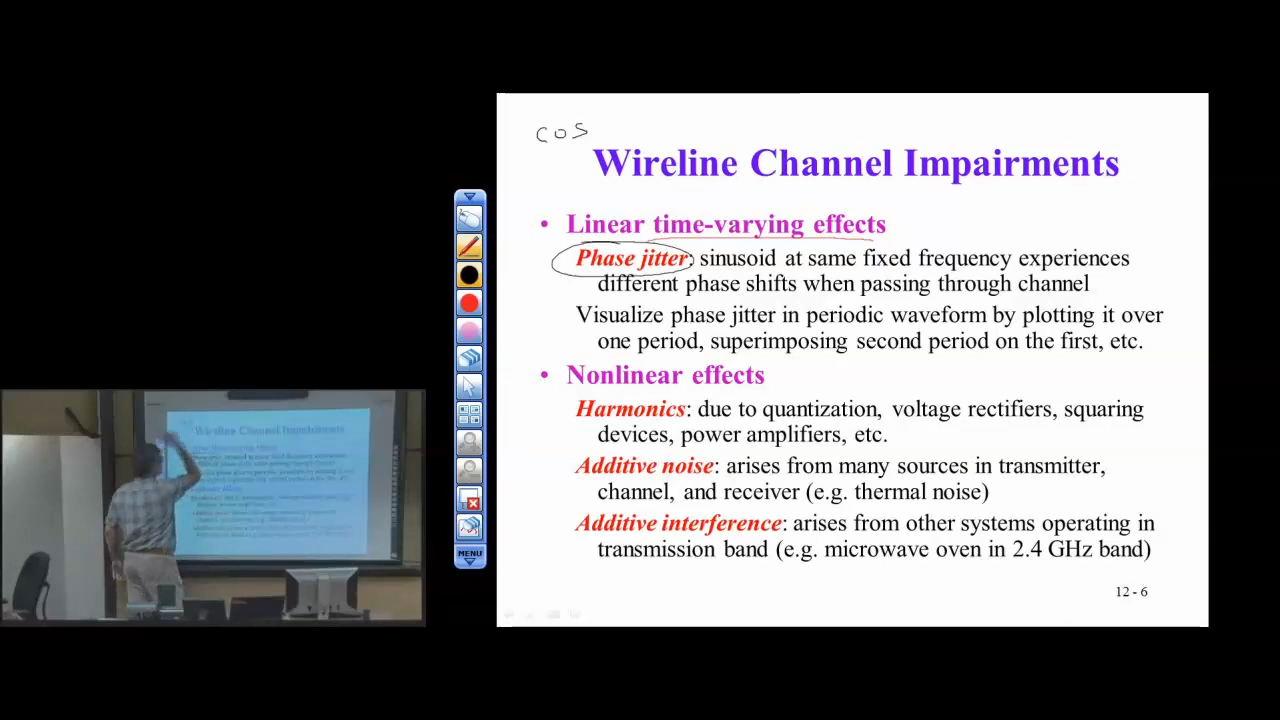 cos
Wireline Channel Impairments
• Linear time-varying effects
Phase jitter: sinusoid at same fixed frequency experiences
different phase shifts when passing through channel
Visualize phase jitter in periodic waveform by plotting it over
one period, superimposing second period on the first, etc.
• Nonlinear effects
Harmonics: due to quantization, voltage rectifiers, squaring
devices, power amplifiers, etc.
Additive noise: arises from many sources in transmitter,
channel, and receiver (e.g. thermal noise)
Additive interference: arises from other systems operating in
transmission band (e.g. microwave oven in 2.4 GHz band)
12 - 6
MENU
Wireline Channel Impairments